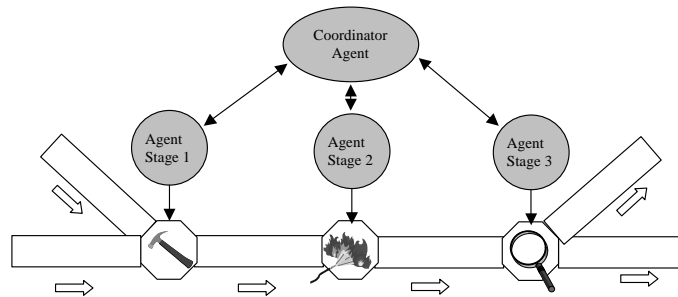 Coordinator
Agent
Agent
Stage 1
Agent
Stage 2
Agent
Stage 3